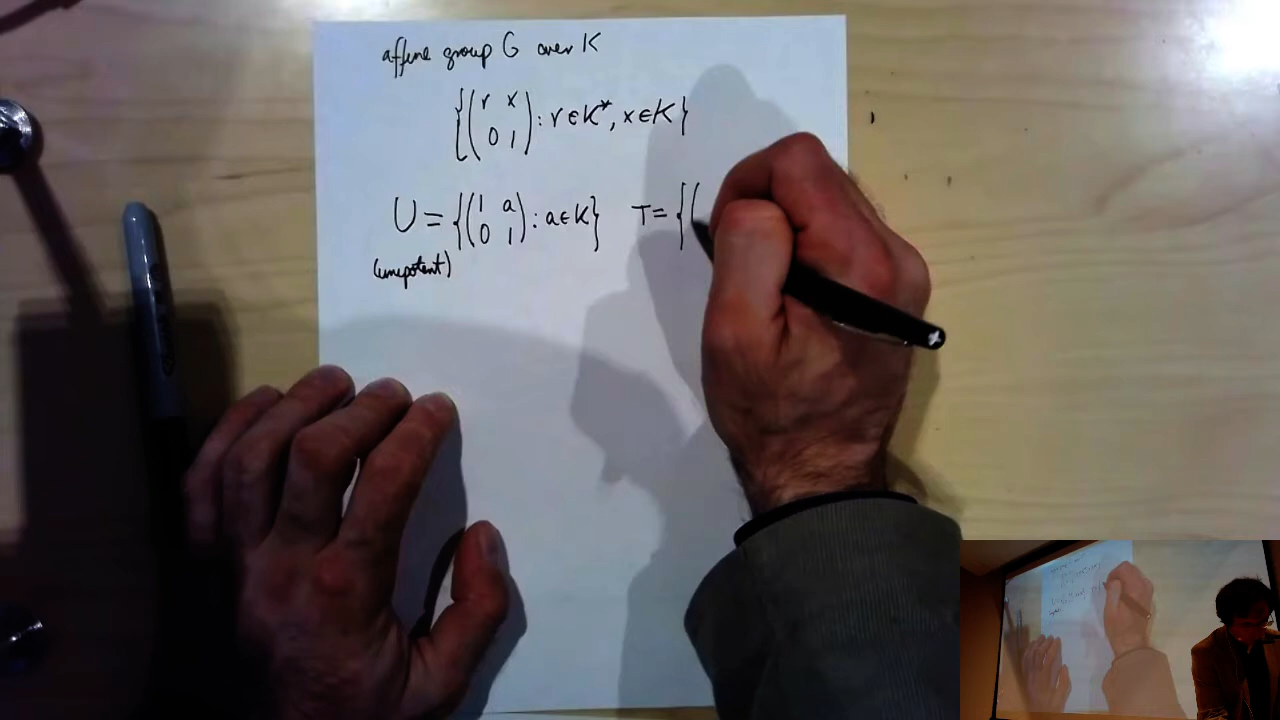 affine group G over K
{(r x 0 1) : r ∈ K*, x ∈ K}
U = {(1 a 0 1) : a ∈ K} T = {(
(unipotent)